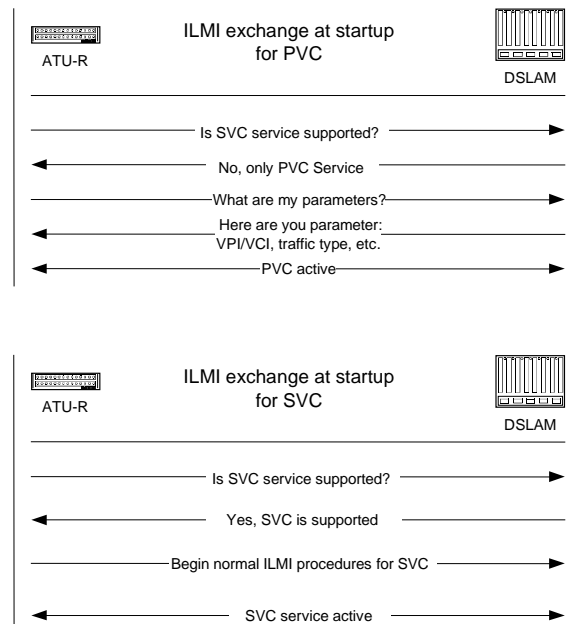 ILMI exchange at startup
for PVC
ATU-R
DSLAM
Is SVC service supported?
No, only PVC Service
What are my parameters?
Here are you parameter:
VPI/VCI, traffic type, etc.
PVC active
ILMI exchange at startup
for SVC
ATU-R
DSLAM
Is SVC service supported?
Yes, SVC is supported
Begin normal ILMI procedures for SVC
SVC service active